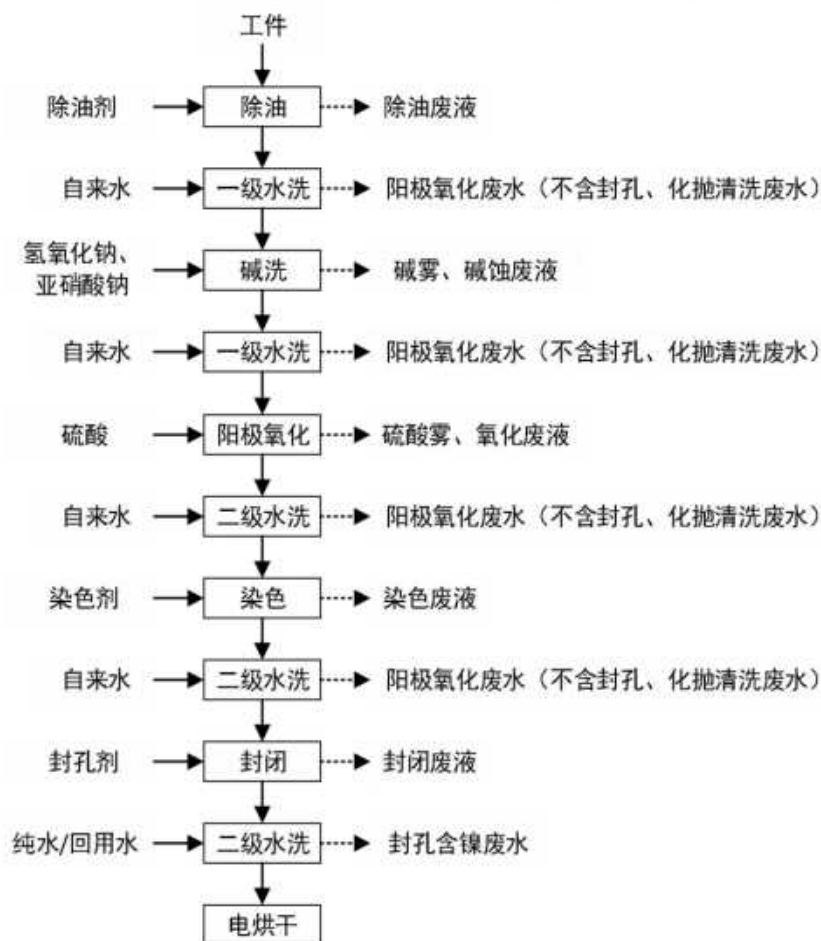 工件
除油剂 除油 除油废液
自来水 一级水洗 阳极氧化废水（不含封孔、化抛清洗废水）
氢氧化钠、
亚硝酸钠 碱洗 碱雾、碱蚀废液
自来水 一级水洗 阳极氧化废水（不含封孔、化抛清洗废水）
硫酸 阳极氧化 硫酸雾、氧化废液
自来水 二级水洗 阳极氧化废水（不含封孔、化抛清洗废水）
染色剂 染色 染色废液
自来水 二级水洗 阳极氧化废水（不含封孔、化抛清洗废水）
封孔剂 封闭 封闭废液
纯水/回用水 二级水洗 封孔含镍废水
电烘干